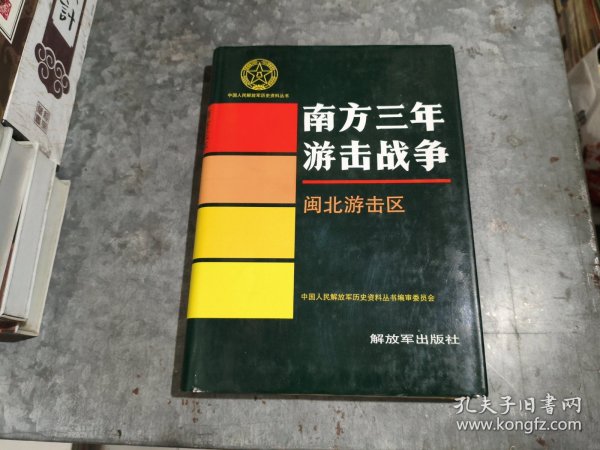 中国人民解放军历史资料丛书
南方三年
游击战争
闽北游击区
中国人民解放军历史资料丛书编审委员会
解放军出版社
孔夫子旧书网
www.kongfz.com